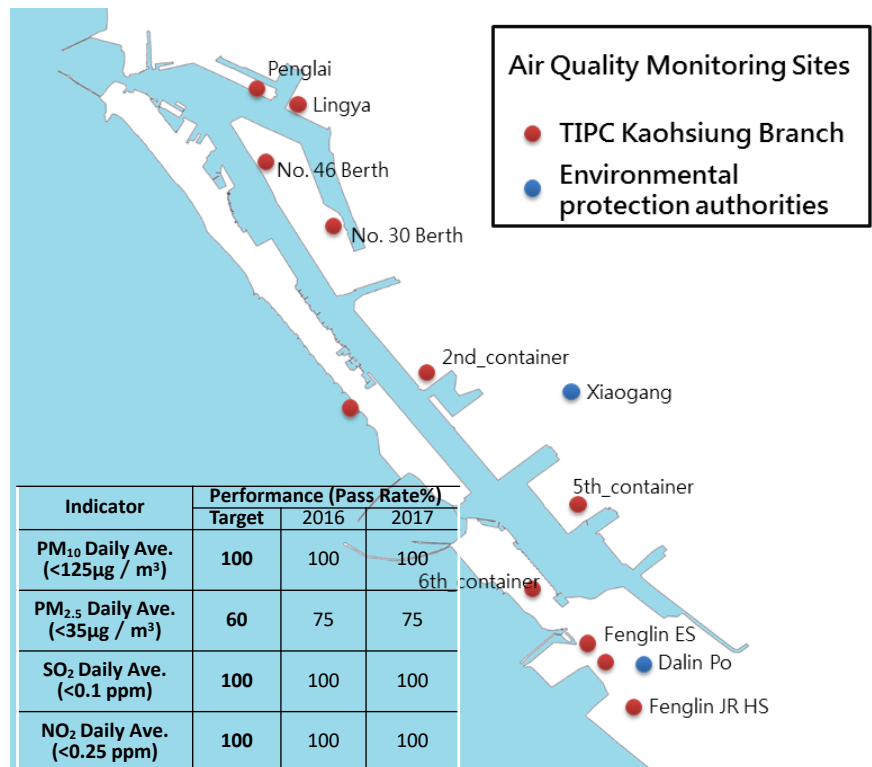 Air Quality Monitoring Sites
TIPC Kaohsiung Branch
Environmental
protection authorities
Penglai
Lingya
No. 46 Berth
No. 30 Berth
2nd_container
Xiaogang
5th_container
6th_container
Fenglin ES
Dalin Po
Fenglin JR HS
Indicator Performance (Pass Rate%)
Target 2016 2017
PM₁₀ Daily Ave.
(<125μg / m³) 100 100 100
PM₂.₅ Daily Ave.
(<35μg / m³) 60 75 75
SO₂ Daily Ave.
(<0.1 ppm) 100 100 100
NO₂ Daily Ave.
(<0.25 ppm) 100 100 100